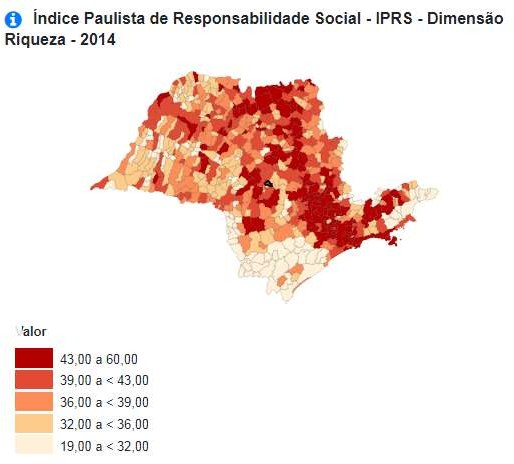 Índice Paulista de Responsabilidade Social - IPRS - Dimensão
Riqueza - 2014
Valor
43,00 a 60,00
39,00 a < 43,00
36,00 a < 39,00
32,00 a < 36,00
19,00 a < 32,00